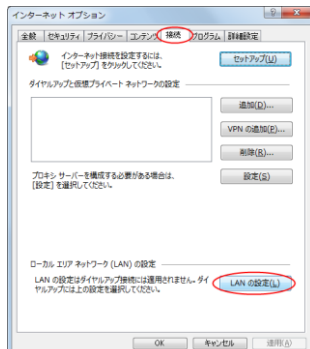 インターネット オプション
全般 セキュリティ プライバシー コンテンツ 接続 プログラム 詳細設定
インターネット接続を設定するには、
[セットアップ] をクリックしてください。
セットアップ(U)
ダイヤルアップと仮想プライベート ネットワークの設定
追加(D)...
VPN の追加(P)...
削除(R)...
プロキシ サーバーを構成する必要がある場合は、
[設定] を選択してください。
設定(S)
ローカル エリア ネットワーク (LAN) の設定
LAN の設定はダイヤルアップ接続には適用されません。ダイ
ヤルアップには上の設定を選択してください。
LAN の設定(L)
OK キャンセル 適用(A)